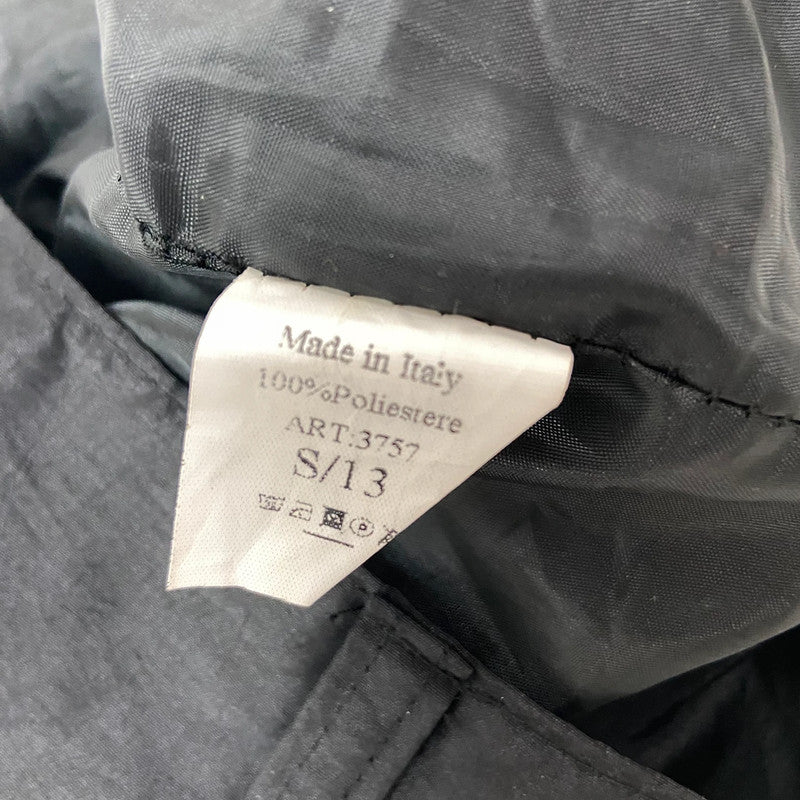 Made in Italy
100%Poliestere
ART:3757
S/13